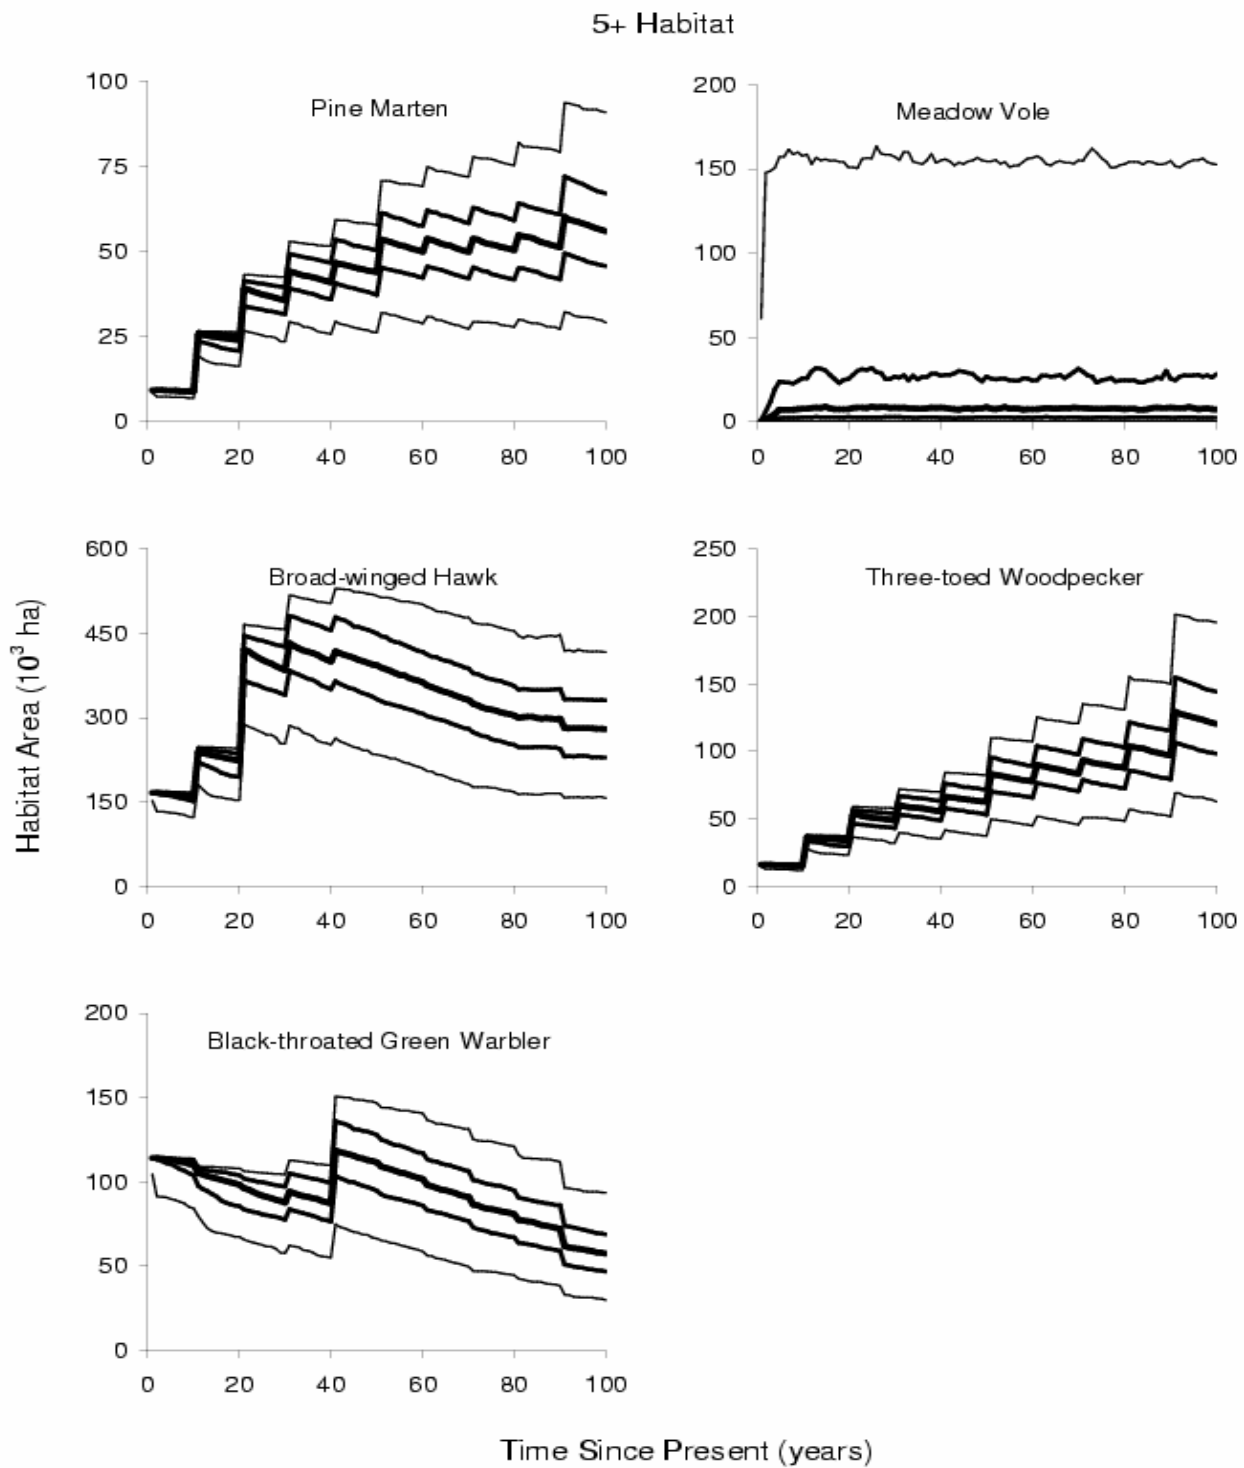 5+ Habitat
Pine Marten
100
75
50
25
0
0 20 40 60 80 100
Meadow Vole
200
150
100
50
0
0 20 40 60 80 100
Habitat Area (10³ ha)
Broad-winged Hawk
600
450
300
150
0
0 20 40 60 80 100
Three-toed Woodpecker
250
200
150
100
50
0
0 20 40 60 80 100
Black-throated Green Warbler
200
150
100
50
0
0 20 40 60 80 100
Time Since Present (years)